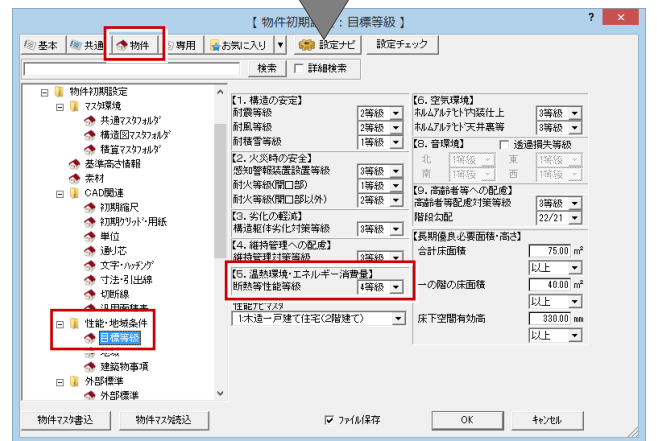 【 物件初期設定：目標等級 】
? ×
基本 共通 物件 専用 お気に入り 設定ナビ 設定チェック
検索 詳細検索
物件初期設定
マスタ環境
共通マスタフォルダ
構造図マスタフォルダ
積算マスタフォルダ
基準高さ情報
素材
CAD関連
初期縮尺
初期グリッド・用紙
単位
通り芯
文字・ハッチング
寸法・引出線
切断線
汎用面積表
性能・地域条件
目標等級
地域
建築物事項
外部標準
外部標準
【1. 構造の安定】
耐震等級 2等級
耐風等級 2等級
耐積雪等級 1等級
【2. 火災時の安全】
感知警報装置設置等級 3等級
耐火等級(開口部) 1等級
耐火等級(開口部以外) 2等級
【3. 劣化の軽減】
構造躯体劣化対策等級 3等級
【4. 維持管理への配慮】
維持管理対策等級 3等級
【5. 温熱環境・エネルギー消費量】
断熱等性能等級 4等級
性能ナビマスタ
1:木造一戸建て住宅(2階建て)
【6. 空気環境】
ホルムアルデヒド内装仕上 3等級
ホルムアルデヒド天井裏等 3等級
【8. 音環境】 透過損失等級
北 1等級 東 1等級
南 1等級 西 1等級
【9. 高齢者等への配慮】
高齢者等配慮対策等級 3等級
階段勾配 22/21
【長期優良必要面積・高さ】
合計床面積 75.00 m²
以上
一の階の床面積 40.00 m²
以上
床下空間有効高 330.00 mm
以上
物件マスタ書込 物件マスタ読込 ファイル保存 OK キャンセル